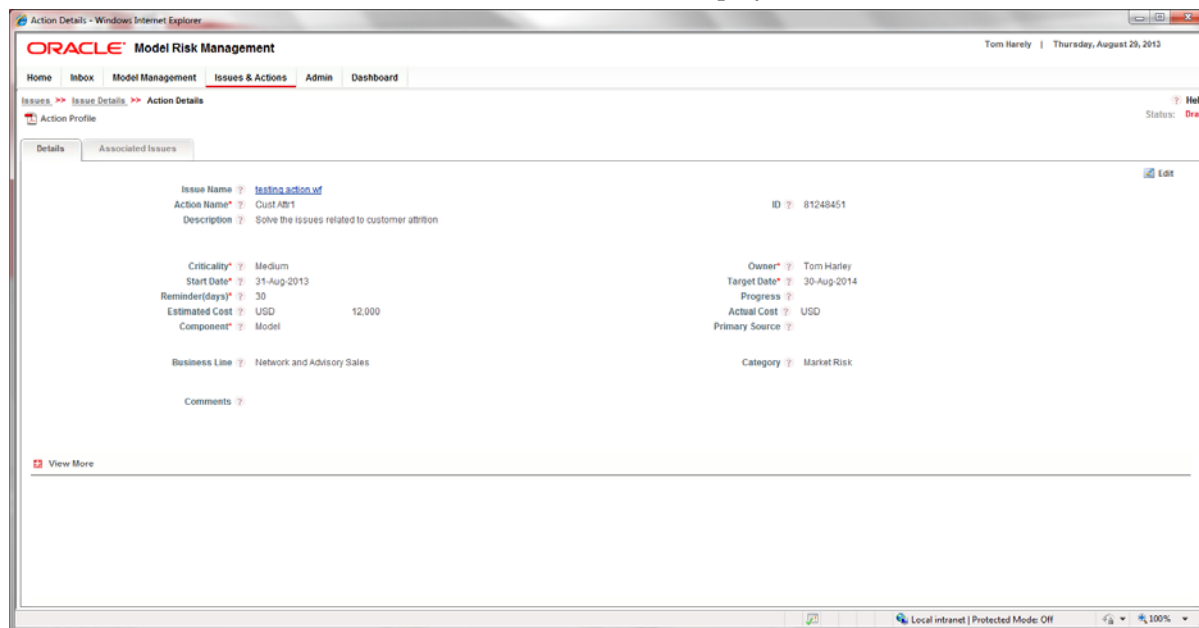 Action Details - Windows Internet Explorer
ORACLE Model Risk Management Tom Harely | Thursday, August 29, 2013
Home Inbox Model Management Issues & Actions Admin Dashboard
Issues >> Issue Details >> Action Details ? Hel
Action Profile Status: Dra
Details Associated Issues
Edit
Issue Name ? testing action wf
Action Name* ? Cust Attr1 ID ? 81248451
Description ? Solve the issues related to customer attrition
Criticality* ? Medium Owner* ? Tom Harley
Start Date* ? 31-Aug-2013 Target Date* ? 30-Aug-2014
Reminder(days)* ? 30 Progress ?
Estimated Cost ? USD 12,000 Actual Cost ? USD
Component* ? Model Primary Source ?
Business Line ? Network and Advisory Sales Category ? Market Risk
Comments ?
View More
Local intranet | Protected Mode: Off 100%